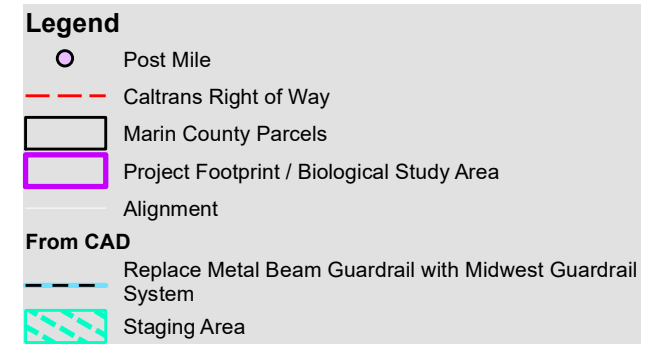 Legend
Post Mile
Caltrans Right of Way
Marin County Parcels
Project Footprint / Biological Study Area
Alignment
From CAD
Replace Metal Beam Guardrail with Midwest Guardrail
System
Staging Area